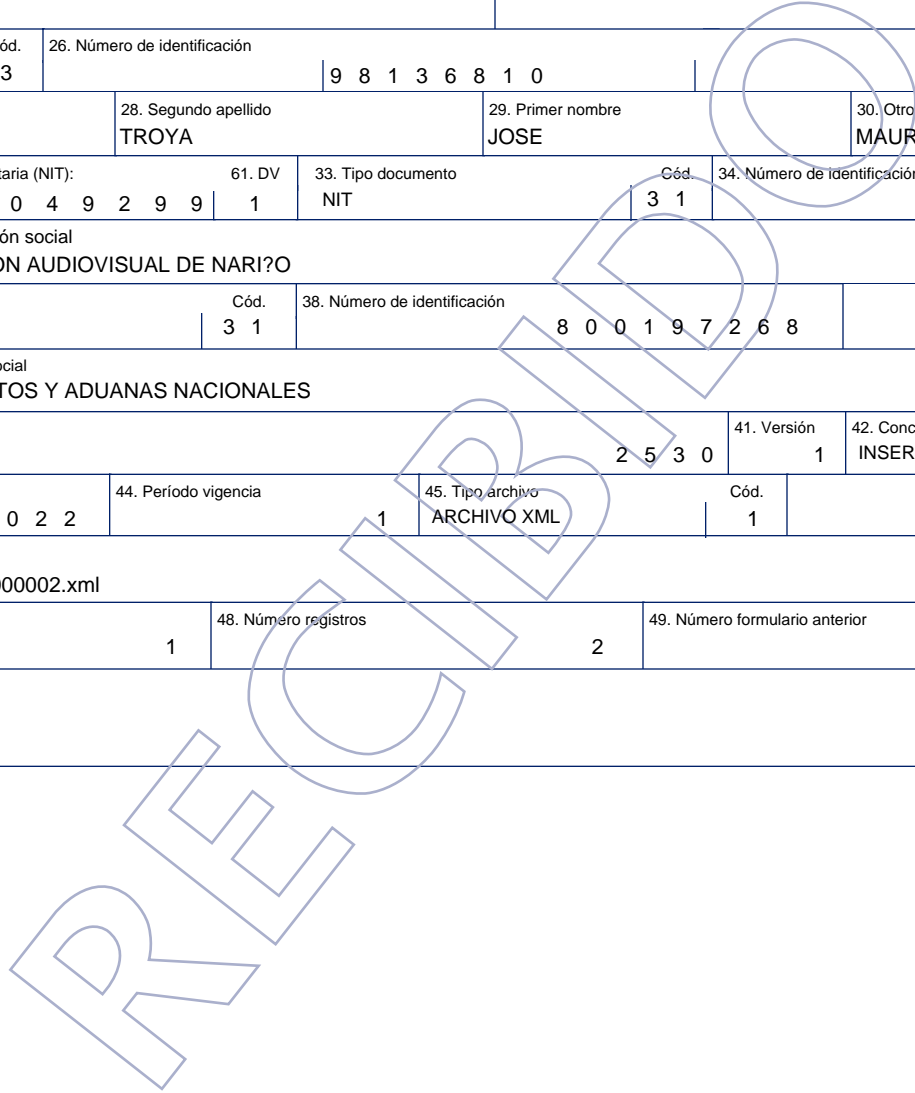 ód. 26. Número de identificación
3 9 8 1 3 6 8 1 0
28. Segundo apellido 29. Primer nombre 30. Otro
TROYA JOSE MAUR
taria (NIT): 61. DV 33. Tipo documento Cód. 34. Número de identificación
0 4 9 2 9 9 1 NIT 3 1
ón social
ON AUDIOVISUAL DE NARI?O
Cód. 38. Número de identificación
3 1 8 0 0 1 9 7 2 6 8
ocial
TOS Y ADUANAS NACIONALES
41. Versión 42. Conc
2 5 3 0 1 INSER
44. Período vigencia 45. Tipo archivo Cód.
0 2 2 1 ARCHIVO XML 1
000002.xml
48. Número registros 49. Número formulario anterior
1 2
RECIBIDO